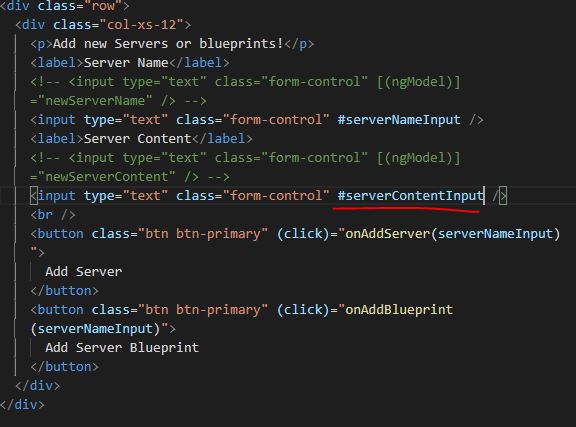 <div class="row">
<div class="col-xs-12">
<p>Add new Servers or blueprints!</p>
<label>Server Name</label>
<!-- <input type="text" class="form-control" [(ngModel)]
="newServerName" /> -->
<input type="text" class="form-control" #serverNameInput />
<label>Server Content</label>
<!-- <input type="text" class="form-control" [(ngModel)]
="newServerContent" /> -->
<input type="text" class="form-control" #serverContentInput />
<br />
<button class="btn btn-primary" (click)="onAddServer(serverNameInput)
">
Add Server
</button>
<button class="btn btn-primary" (click)="onAddBlueprint
(serverNameInput)">
Add Server Blueprint
</button>
</div>
</div>